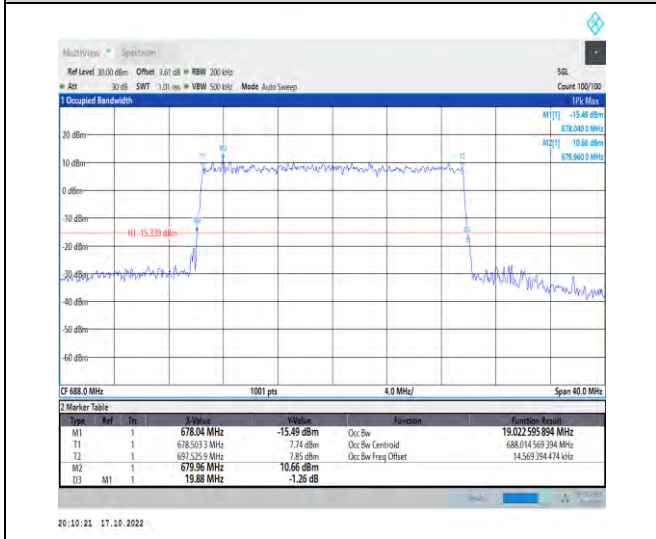 MultiView Spectrum
Ref Level 30.00 dBm Offset 3.61 dB RBW 200 kHz SGL
Att 30 dB SWT 1.01 ms VBW 500 kHz Mode Auto Sweep Count 100/100
1 Occupied Bandwidth 1Pk Max
M1[1] -15.49 dBm
678.040 0 MHz
M2[1] 10.66 dBm
679.960 0 MHz
20 dBm
10 dBm
0 dBm
-10 dBm
H1 -15.339 dBm
-30 dBm
-40 dBm
-50 dBm
-60 dBm
M2
T1
T2
M1
D3
CF 688.0 MHz 1001 pts 4.0 MHz/ Span 40.0 MHz
2 Marker Table
Type Ref Trc X-Value Y-Value Function Function Result
M1 1 678.04 MHz -15.49 dBm Occ Bw 19.022 595 894 MHz
T1 1 678.503 3 MHz 7.74 dBm Occ Bw Centroid 688.014 569 394 MHz
T2 1 697.525 9 MHz 7.85 dBm Occ Bw Freq Offset 14.569 394 474 kHz
M2 1 679.96 MHz 10.66 dBm
D3 M1 1 19.88 MHz -1.26 dB
20:10:21 17.10.2022